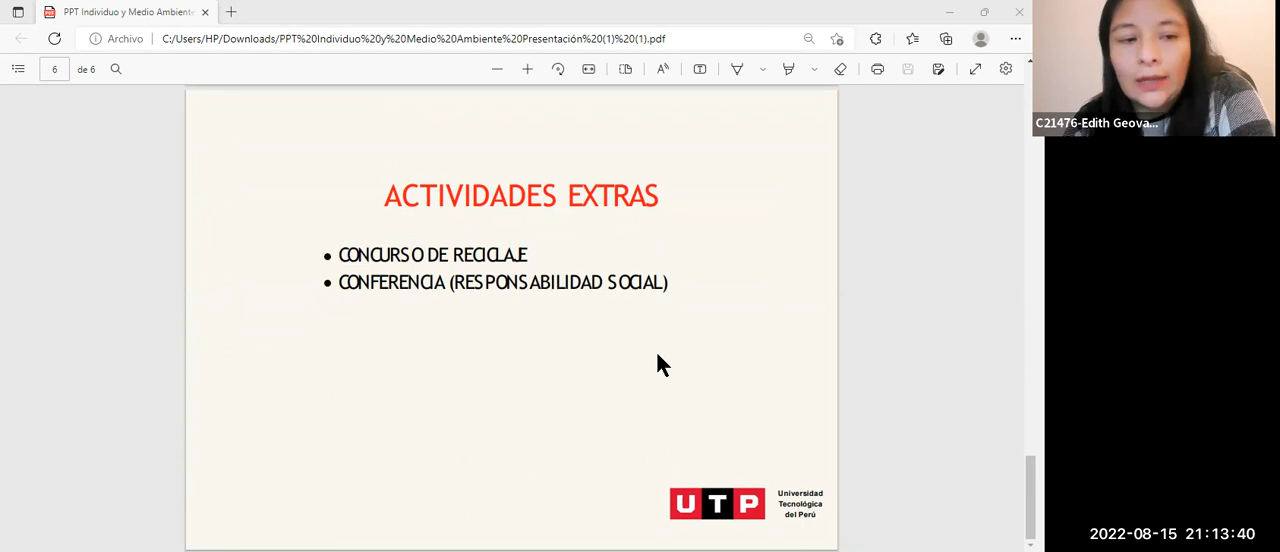 PPT Individuo y Medio Ambiente
Archivo
C:/Users/HP/Downloads/PPT%20Individuo%20y%20Medio%20Ambiente%20Presentación%20(1)%20(1).pdf
6
de 6
C21476-Edith Geova...
ACTIVIDADES EXTRAS
• CONCURSO DE RECICLAJE
• CONFERENCIA (RESPONSABILIDAD SOCIAL)
UTP
Universidad
Tecnológica
del Perú
2022-08-15 21:13:40